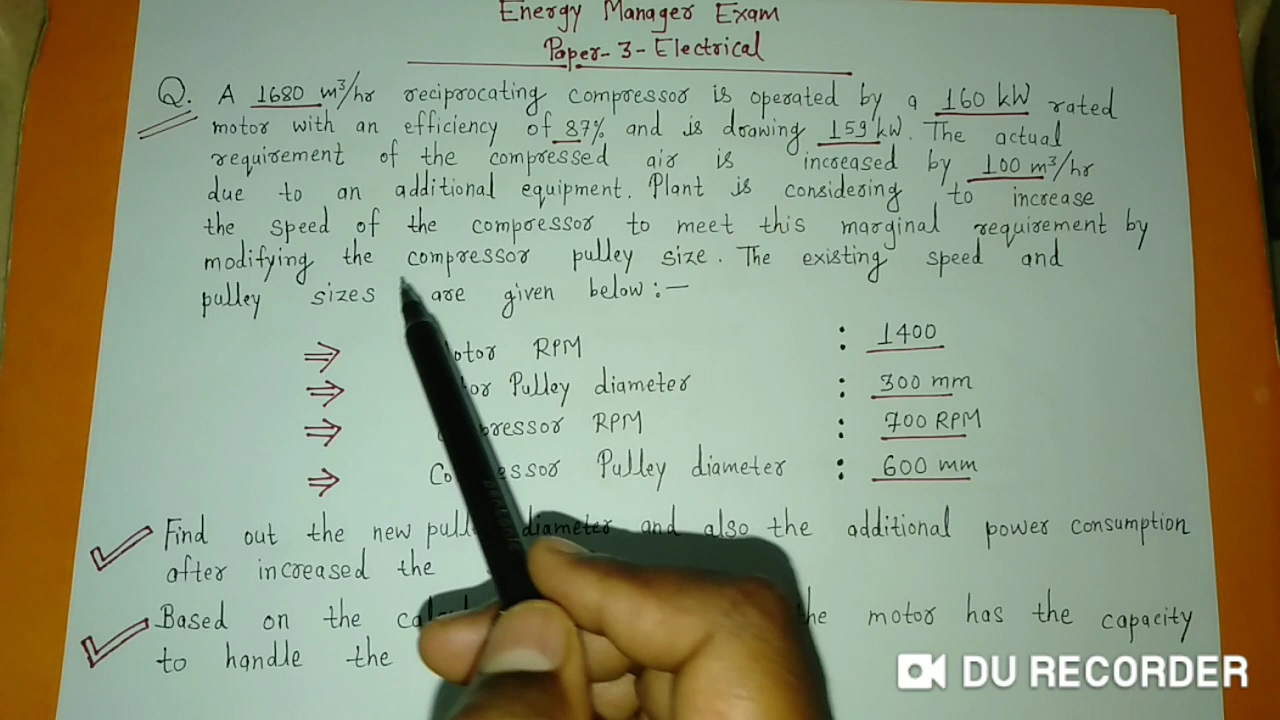 Energy Manager Exam
Paper-3-Electrical
Q. A 1680 m³/hr reciprocating compressor is operated by a 160 kW rated
motor with an efficiency of 87% and is drawing 159 kW. The actual
requirement of the compressed air is increased by 100 m³/hr
due to an additional equipment. Plant is considering to increase
the speed of the compressor to meet this marginal requirement by
modifying the compressor pulley size. The existing speed and
pulley sizes are given below :—
⇒ RPM : 1400
⇒ Pulley diameter : 300 mm
⇒ RPM : 700 RPM
⇒ Pulley diameter : 600 mm
Find out the new diameter and also the additional power consumption
after increased the
Based on the the motor has the capacity
to handle the
DU RECORDER